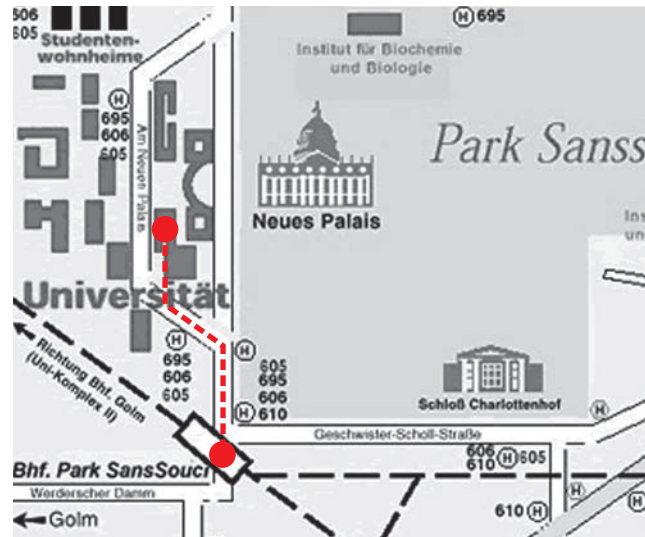 606
605
Studenten-
wohnheime
H 695
Institut für Biochemie
und Biologie
H
695
606
605
Am Neuen Palais
Park Sanss
Neues Palais
Ins
un
Universität
H
695
606
605
Richtung Bhf. Golm
(Uni-Komplex II)
H
605
695
606
H 610
Schloß Charlottenhof
H
Geschwister-Scholl-Straße
606
610 H 605
Bhf. Park SansSouci
Werderscher Damm
H
H
610 H
Golm